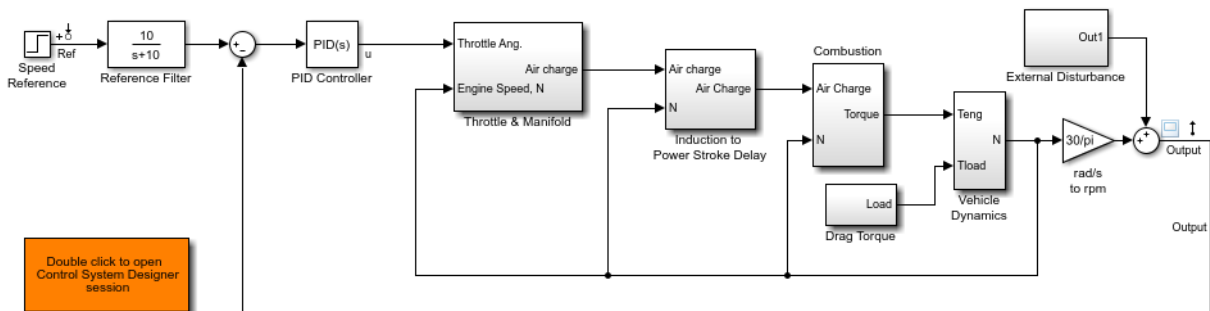 Ref
Speed
Reference
10
s+10
Reference Filter
+
-
PID(s)
u
PID Controller
Throttle Ang.
Air charge
Engine Speed, N
Throttle & Manifold
Air charge
Air Charge
N
Induction to
Power Stroke Delay
Combustion
Air Charge
Torque
N
Load
Drag Torque
Teng
N
Tload
Vehicle
Dynamics
Out1
External Disturbance
30/pi
rad/s
to rpm
+
+
Output
Output
Double click to open
Control System Designer
session